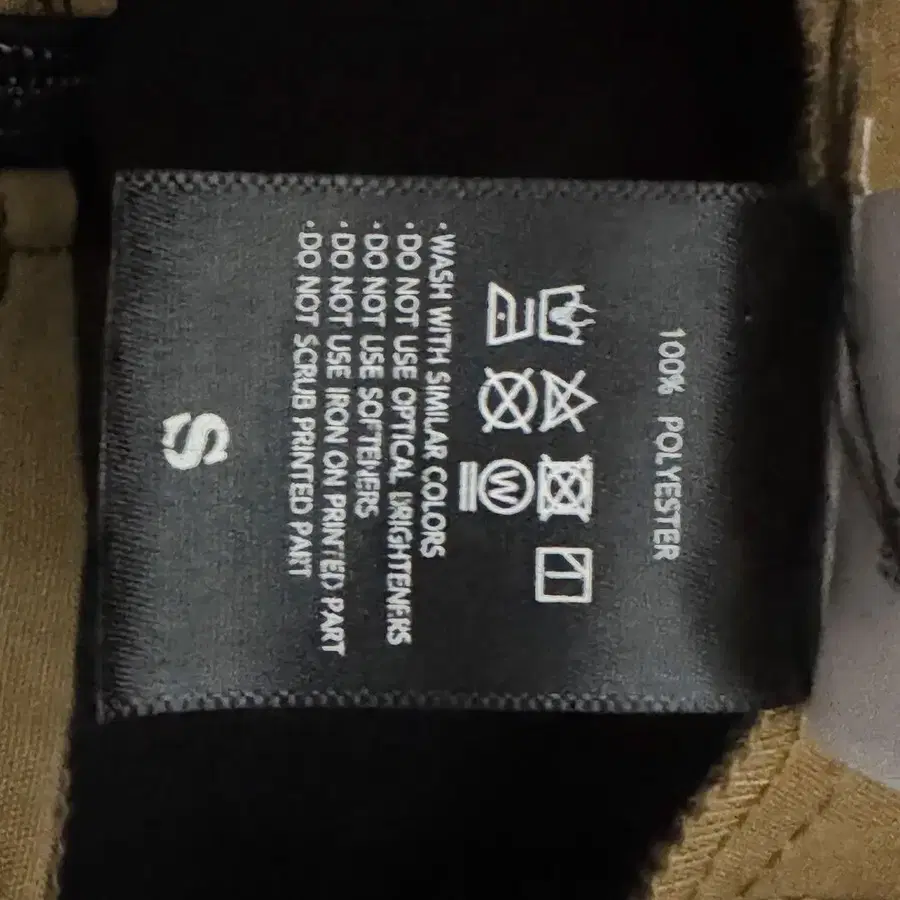 100% POLYESTER
W
·WASH WITH SIMILAR COLORS
·DO NOT USE OPTICAL BRIGHTENERS
·DO NOT USE SOFTENERS
·DO NOT USE IRON ON PRINTED PART
·DO NOT SCRUB PRINTED PART
S